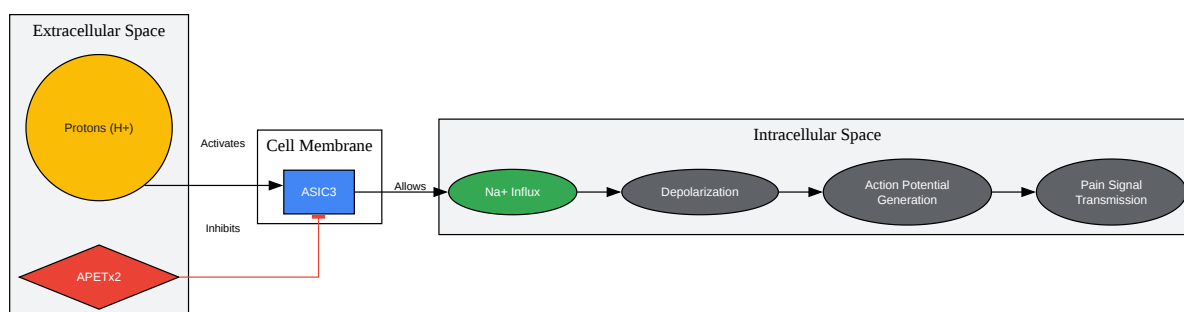 Extracellular Space
Protons (H+)
Activates
Inhibits
APETx2
Cell Membrane
ASIC3
Allows
Intracellular Space
Na+ Influx
Depolarization
Action Potential
Generation
Pain Signal
Transmission